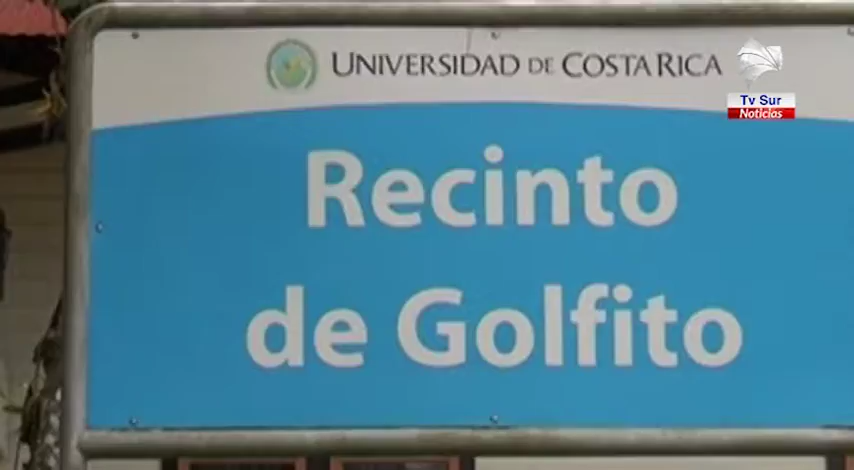 UNIVERSIDAD DE COSTA RICA
Tv Sur
Noticias
Recinto
de Golfito